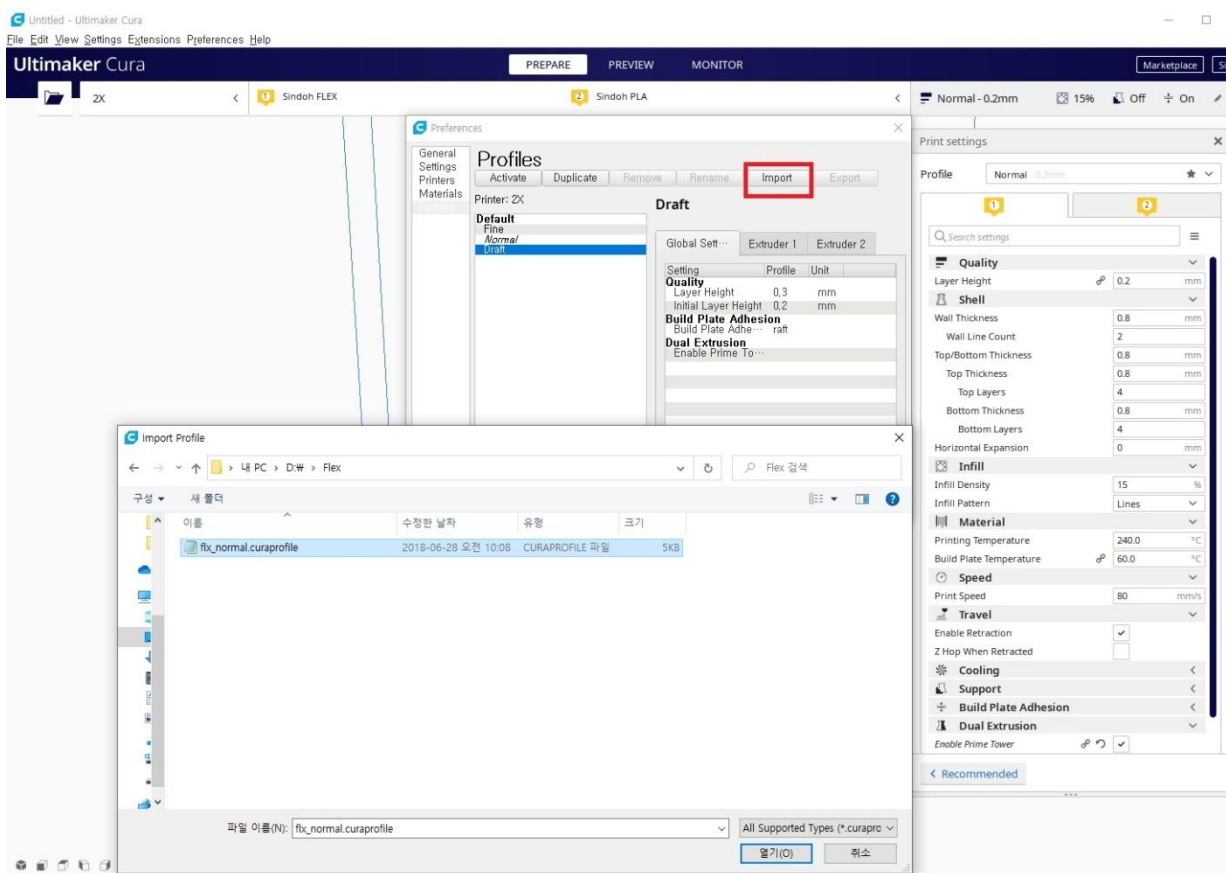 Untitled - Ultimaker Cura
File Edit View Settings Extensions Preferences Help
Ultimaker Cura
PREPARE PREVIEW MONITOR
Marketplace
2X
1 Sindoh FLEX
2 Sindoh PLA
Normal - 0.2mm 15% Off On
Preferences
General
Settings
Printers
Materials
Profiles
Activate Duplicate Remove Rename Import Export
Printer: 2X
Default
Fine
Normal
Draft
Draft
Global Sett… Extruder 1 Extruder 2
Setting Profile Unit
Quality
Layer Height 0,3 mm
Initial Layer Height 0,2 mm
Build Plate Adhesion
Build Plate Adhe… raft
Dual Extrusion
Enable Prime To…
Print settings
Profile Normal - 0.2mm
1 2
Search settings
Quality
Layer Height 0.2 mm
Shell
Wall Thickness 0.8 mm
Wall Line Count 2
Top/Bottom Thickness 0.8 mm
Top Thickness 0.8 mm
Top Layers 4
Bottom Thickness 0.8 mm
Bottom Layers 4
Horizontal Expansion 0 mm
Infill
Infill Density 15 %
Infill Pattern Lines
Material
Printing Temperature 240.0 °C
Build Plate Temperature 60.0 °C
Speed
Print Speed 80 mm/s
Travel
Enable Retraction
Z Hop When Retracted
Cooling
Support
Build Plate Adhesion
Dual Extrusion
Enable Prime Tower
Recommended
Import Profile
내 PC > D:₩ > Flex
Flex 검색
구성 새 폴더
이름 수정한 날짜 유형 크기
flx_normal.curaprofile 2018-06-28 오전 10:08 CURAPROFILE 파일 5KB
파일 이름(N): flx_normal.curaprofile
All Supported Types (*.curapro
열기(O) 취소